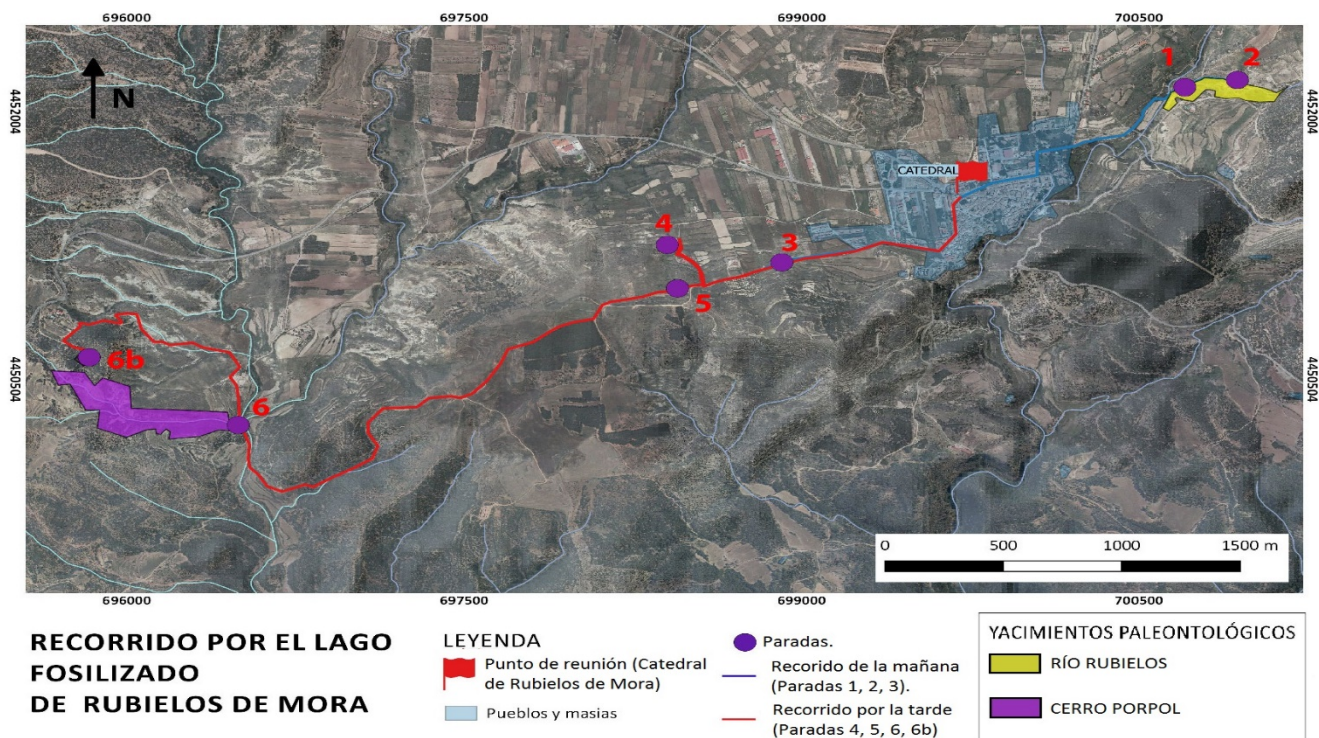 696000 697500 699000 700500
1 2
N
4452004 4452004
CATEDRAL
4 3
5
6b
4450504 4450504
6
0 500 1000 1500 m
696000 697500 699000 700500
RECORRIDO POR EL LAGO
FOSILIZADO
DE RUBIELOS DE MORA
LEYENDA
Punto de reunión (Catedral
de Rubielos de Mora)
Pueblos y masias
Paradas.
Recorido de la mañana
(Paradas 1, 2, 3).
Recorrido por la tarde
(Paradas 4, 5, 6, 6b)
YACIMIENTOS PALEONTOLÓGICOS
RÍO RUBIELOS
CERRO PORPOL